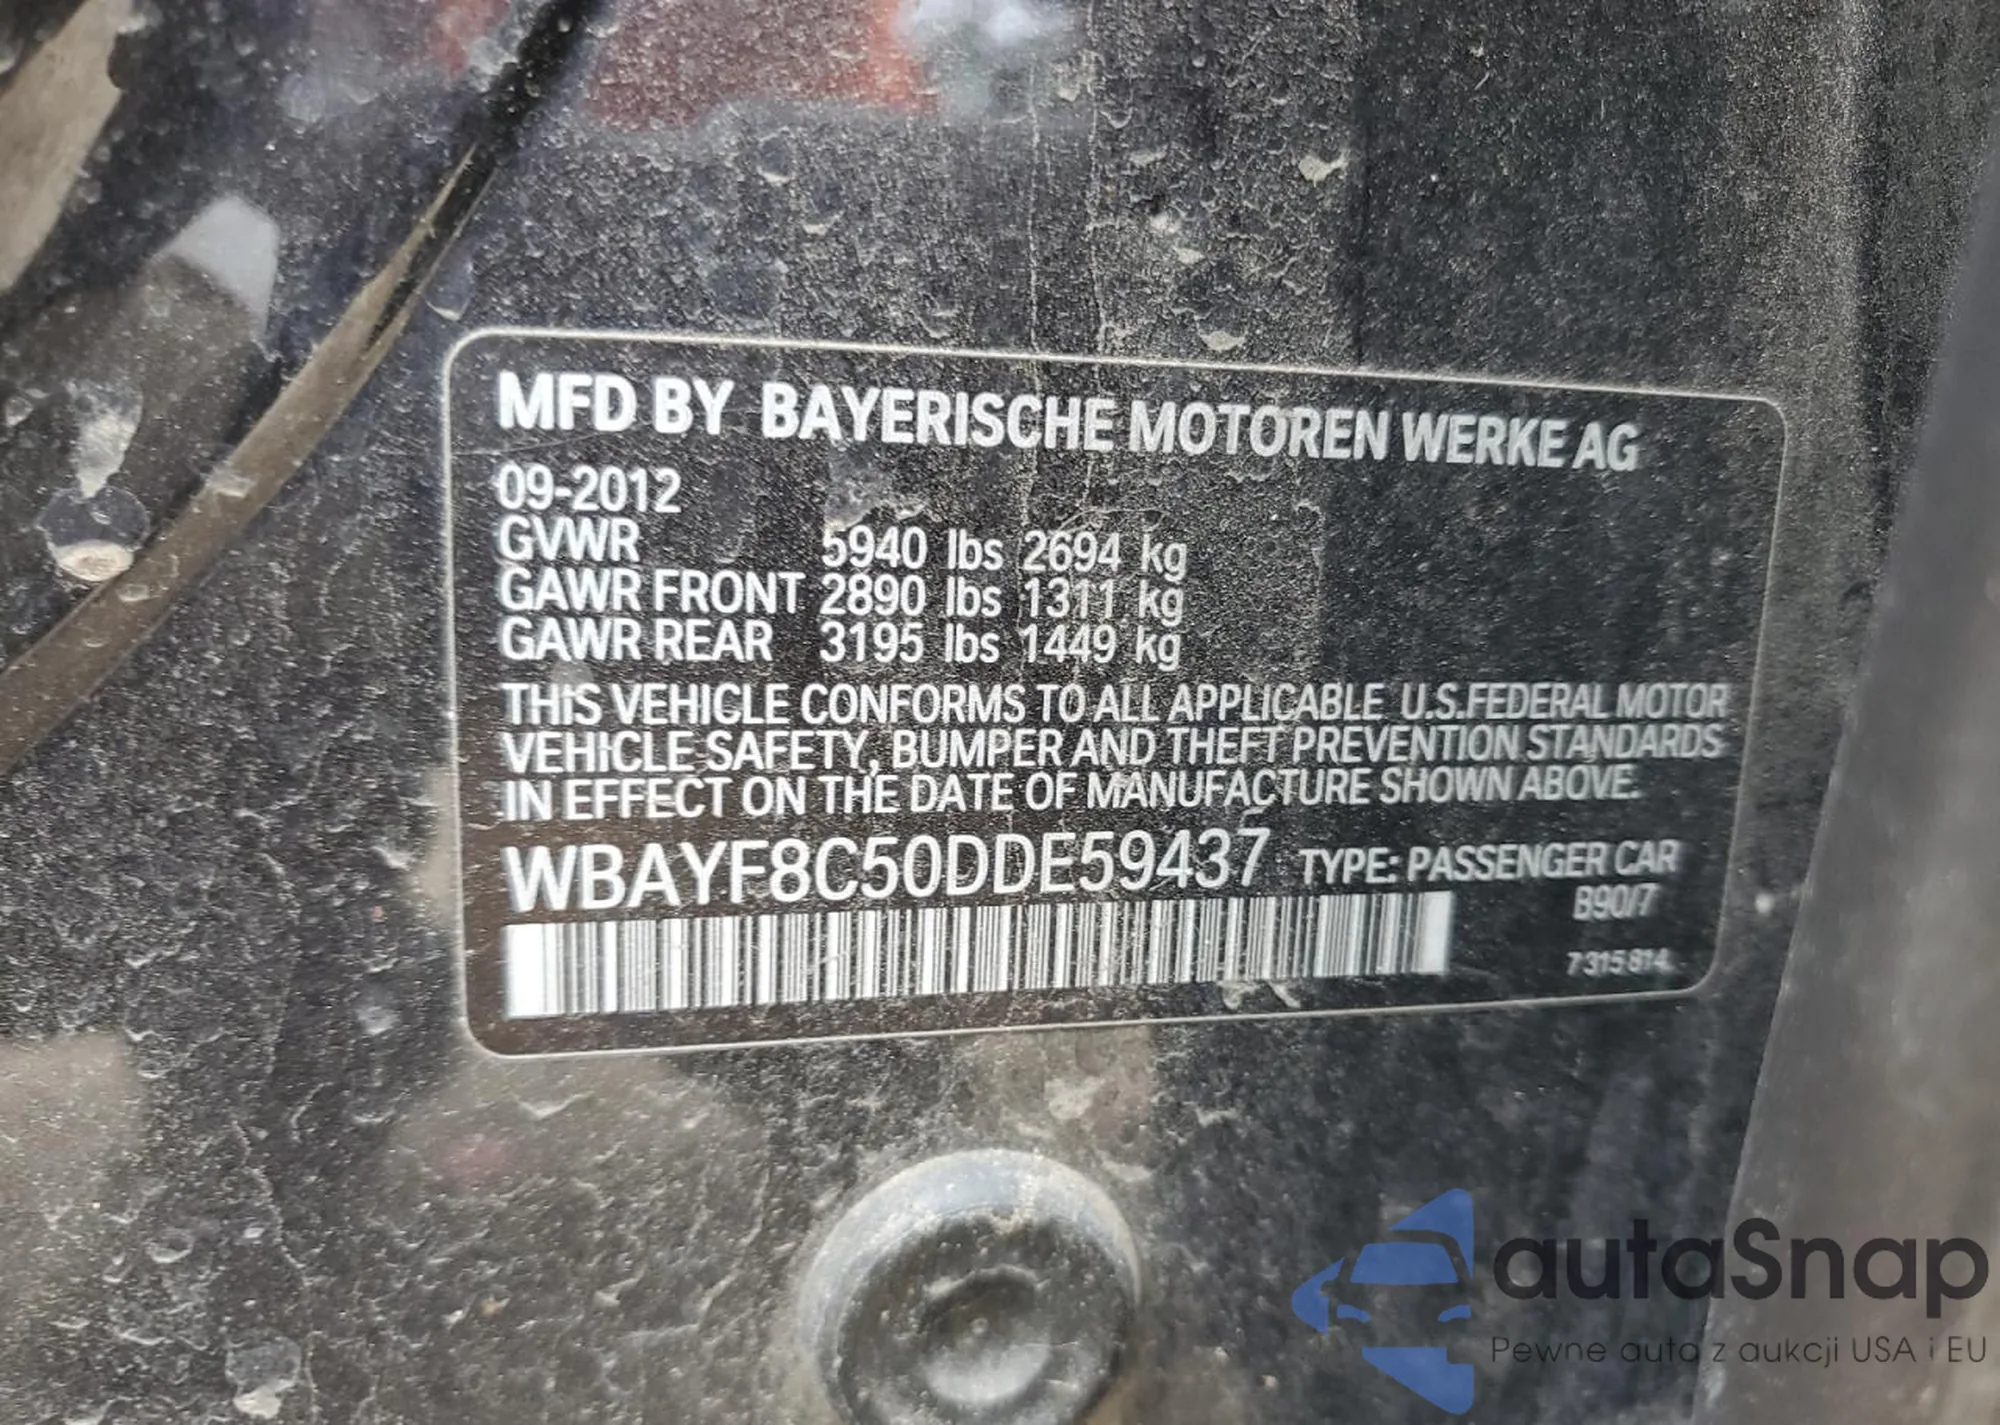 MFD BY BAYERISCHE MOTOREN WERKE AG
09-2012
GVWR 5940 lbs 2694 kg
GAWR FRONT 2890 lbs 1311 kg
GAWR REAR 3195 lbs 1449 kg
THIS VEHICLE CONFORMS TO ALL APPLICABLE U.S.FEDERAL MOTOR
VEHICLE SAFETY, BUMPER AND THEFT PREVENTION STANDARDS
IN EFFECT ON THE DATE OF MANUFACTURE SHOWN ABOVE.
WBAYF8C50DDE59437 TYPE: PASSENGER CAR
B90/7
7 315 814
autaSnap
Pewne auta z aukcji USA i EU